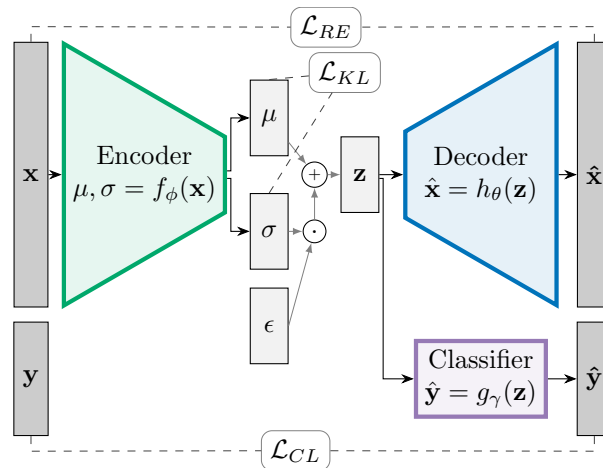 ℒ_RE
ℒ_KL
x
Encoder
μ, σ = f_ϕ(x)
μ
σ
ϵ
+
·
z
Decoder
x̂ = h_θ(z)
x̂
y
Classifier
ŷ = g_γ(z)
ŷ
ℒ_CL